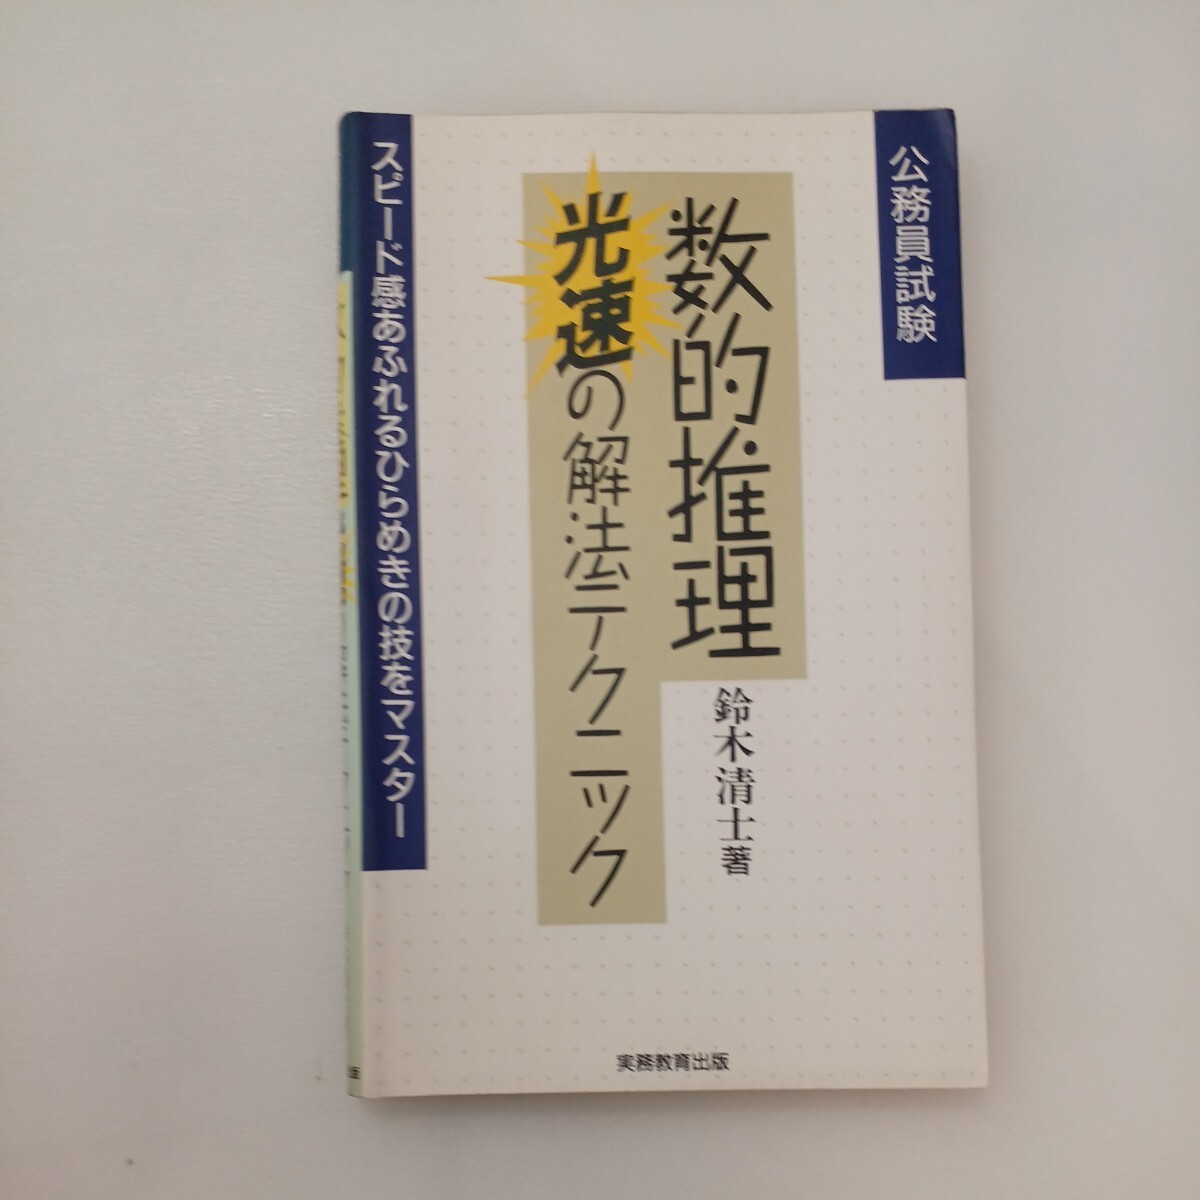 公務員試験
数的推理
光速の解法テクニック
鈴木清士著
スピード感あふれるひらめきの技をマスター
実務教育出版